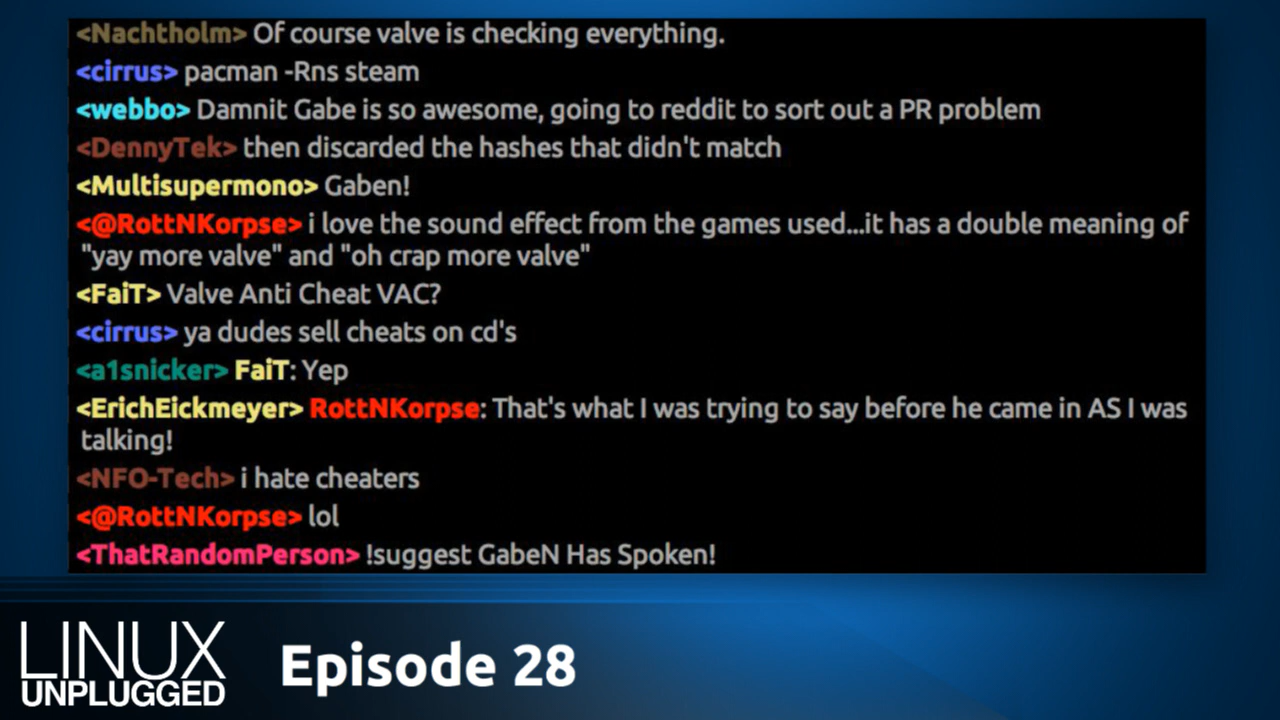 <Nachtholm> Of course valve is checking everything.
<cirrus> pacman -Rns steam
<webbo> Damnit Gabe is so awesome, going to reddit to sort out a PR problem
<DennyTek> then discarded the hashes that didn't match
<Multisupermono> Gaben!
<@RottNKorpse> i love the sound effect from the games used...it has a double meaning of
"yay more valve" and "oh crap more valve"
<FaiT> Valve Anti Cheat VAC?
<cirrus> ya dudes sell cheats on cd's
<a1snicker> FaiT: Yep
<ErichEickmeyer> RottNKorpse: That's what I was trying to say before he came in AS I was
talking!
<NFO-Tech> i hate cheaters
<@RottNKorpse> lol
<ThatRandomPerson> !suggest GabeN Has Spoken!
LINUX
UNPLUGGED
Episode 28